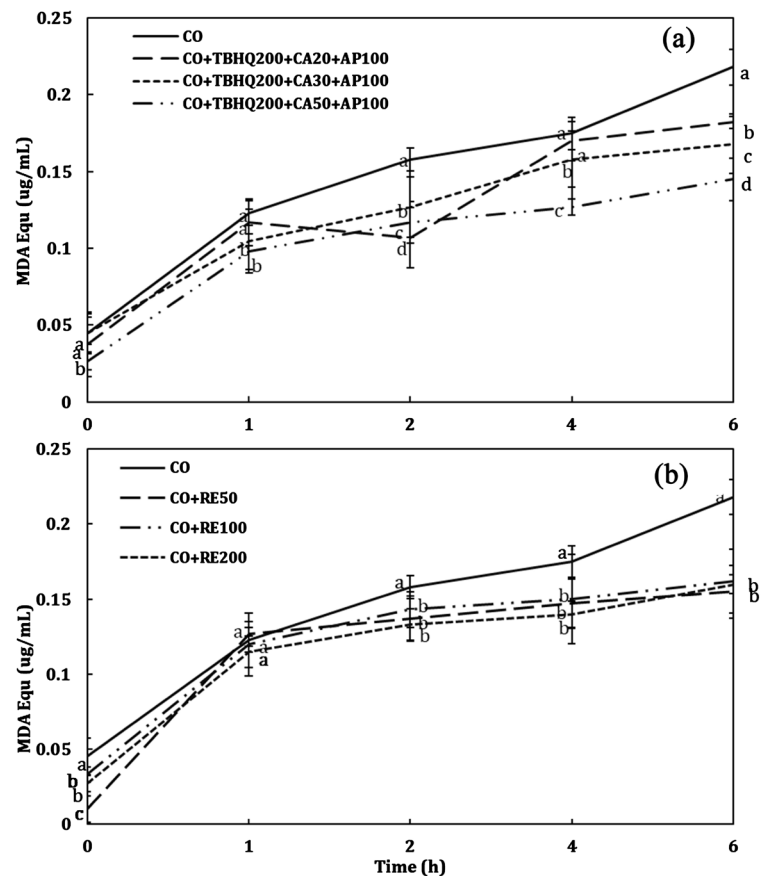 (a)
CO
CO+TBHQ200+CA20+AP100
CO+TBHQ200+CA30+AP100
CO+TBHQ200+CA50+AP100
MDA Equ (ug/mL)
0.25
0.2
0.15
0.1
0.05
0
a
a
b
a
a
b
b
a
b
c
d
a
a
b
c
a
b
c
d
0
1
2
4
6
(b)
CO
CO+RE50
CO+RE100
CO+RE200
MDA Equ (ug/mL)
0.25
0.2
0.15
0.1
0.05
0
a
b
b
c
a
a
a
a
b
b
b
a
b
b
b
a
b
b
0
1
2
4
6
Time (h)